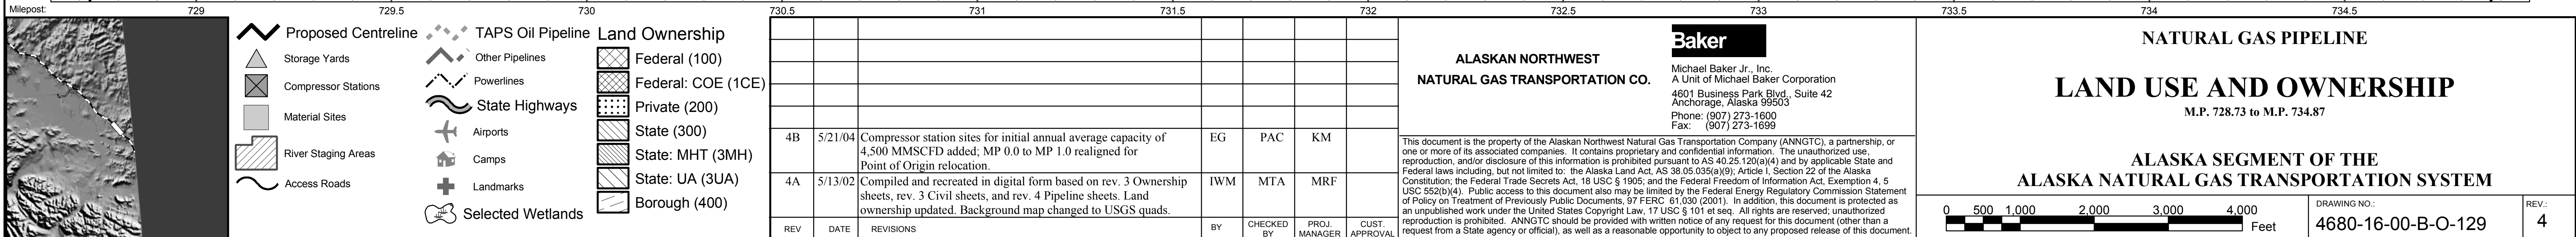 Milepost: 729 729.5 730 730.5 731 731.5 732 732.5 733 733.5 734 734.5
Proposed Centreline
Storage Yards
Compressor Stations
Material Sites
River Staging Areas
Access Roads
TAPS Oil Pipeline
Other Pipelines
Powerlines
State Highways
Airports
Camps
Landmarks
Selected Wetlands
Land Ownership
Federal (100)
Federal: COE (1CE)
Private (200)
State (300)
State: MHT (3MH)
State: UA (3UA)
Borough (400)
4B 5/21/04 Compressor station sites for initial annual average capacity of EG PAC KM
4,500 MMSCFD added; MP 0.0 to MP 1.0 realigned for
Point of Origin relocation.
4A 5/13/02 Compiled and recreated in digital form based on rev. 3 Ownership IWM MTA MRF
sheets, rev. 3 Civil sheets, and rev. 4 Pipeline sheets. Land
ownership updated. Background map changed to USGS quads.
REV DATE REVISIONS BY CHECKED BY PROJ. MANAGER CUST. APPROVAL
ALASKAN NORTHWEST
NATURAL GAS TRANSPORTATION CO.
Baker
Michael Baker Jr., Inc.
A Unit of Michael Baker Corporation
4601 Business Park Blvd., Suite 42
Anchorage, Alaska 99503
Phone: (907) 273-1600
Fax: (907) 273-1699
This document is the property of the Alaskan Northwest Natural Gas Transportation Company (ANNGTC), a partnership, or
one or more of its associated companies. It contains proprietary and confidential information. The unauthorized use,
reproduction, and/or disclosure of this information is prohibited pursuant to AS 40.25.120(a)(4) and by applicable State and
Federal laws including, but not limited to: the Alaska Land Act, AS 38.05.035(a)(9); Article I, Section 22 of the Alaska
Constitution; the Federal Trade Secrets Act, 18 USC § 1905; and the Federal Freedom of Information Act, Exemption 4, 5
USC 552(b)(4). Public access to this document also may be limited by the Federal Energy Regulatory Commission Statement
of Policy on Treatment of Previously Public Documents, 97 FERC 61,030 (2001). In addition, this document is protected as
an unpublished work under the United States Copyright Law, 17 USC § 101 et seq. All rights are reserved; unauthorized
reproduction is prohibited. ANNGTC should be provided with written notice of any request for this document (other than a
request from a State agency or official), as well as a reasonable opportunity to object to any proposed release of this document.
NATURAL GAS PIPELINE
LAND USE AND OWNERSHIP
M.P. 728.73 to M.P. 734.87
ALASKA SEGMENT OF THE
ALASKA NATURAL GAS TRANSPORTATION SYSTEM
0 500 1,000 2,000 3,000 4,000
Feet
DRAWING NO.:
4680-16-00-B-O-129
REV.:
4